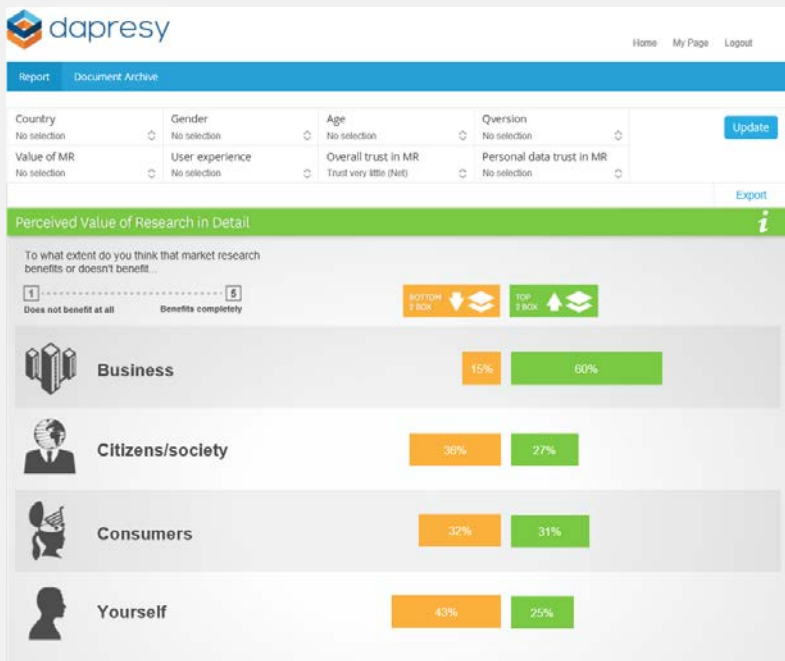 dapresy
Home My Page Logout
Report Document Archive
Country Gender Age Qversion
No selection No selection No selection No selection
Update
Value of MR User experience Overall trust in MR Personal data trust in MR
No selection No selection Trust very little (Net) No selection
Export
Perceived Value of Research in Detail i
To what extent do you think that market research
benefits or doesn't benefit...
1 5
Does not benefit at all Benefits completely
BOTTOM
2 BOX
TOP
2 BOX
Business 15% 60%
Citizens/society 36% 27%
Consumers 32% 31%
Yourself 43% 25%